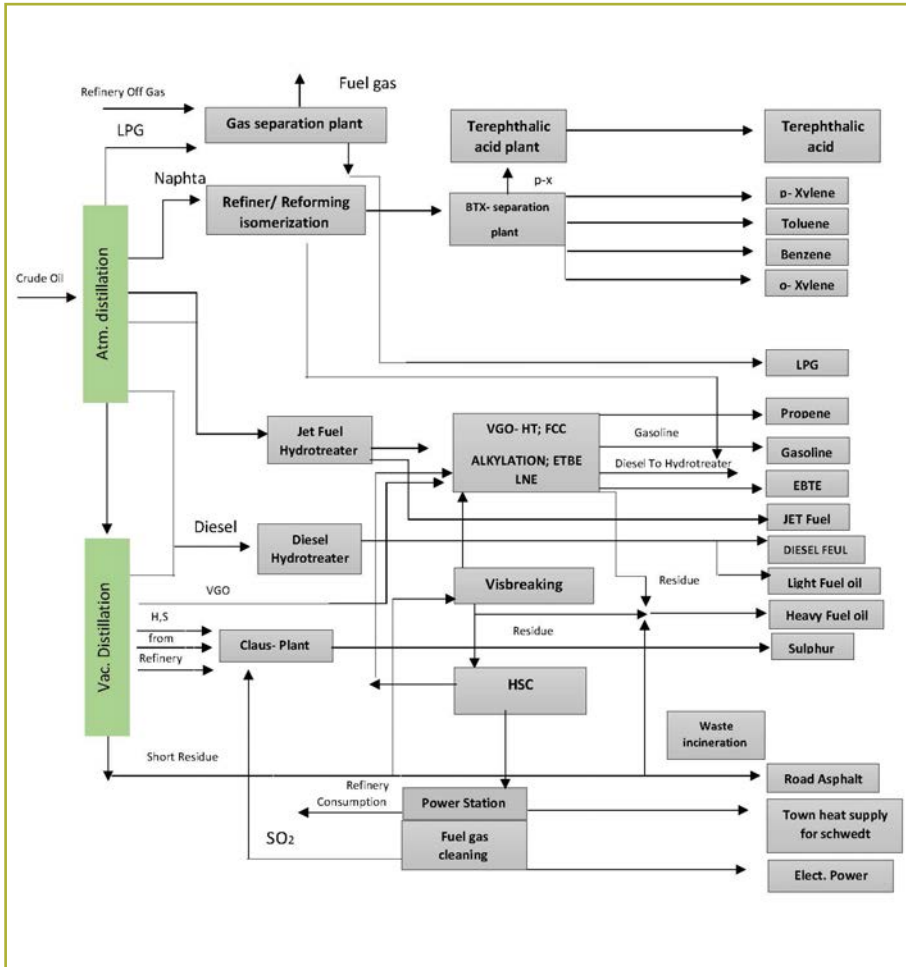 Fuel gas
Refinery Off Gas
Gas separation plant
LPG
Terephthalic
acid plant
Terephthalic
acid
Naphta
p-x
Refiner/ Reforming
isomerization
BTX- separation
plant
p- Xylene
Toluene
Benzene
o- Xylene
Crude Oil
Atm. distillation
LPG
Propene
Jet Fuel
Hydrotreater
VGO- HT; FCC
ALKYLATION; ETBE
LNE
Gasoline
Gasoline
Diesel To Hydrotreater
EBTE
JET Fuel
Diesel
Diesel
Hydrotreater
DIESEL FEUL
Light Fuel oil
Visbreaking
Residue
VGO
Heavy Fuel oil
Vac. Distillation
H,S
from
Refinery
Claus- Plant
Residue
Sulphur
HSC
Waste
incineration
Short Residue
Road Asphalt
Refinery
Consumption
Power Station
Town heat supply
for schwedt
SO₂
Fuel gas
cleaning
Elect. Power